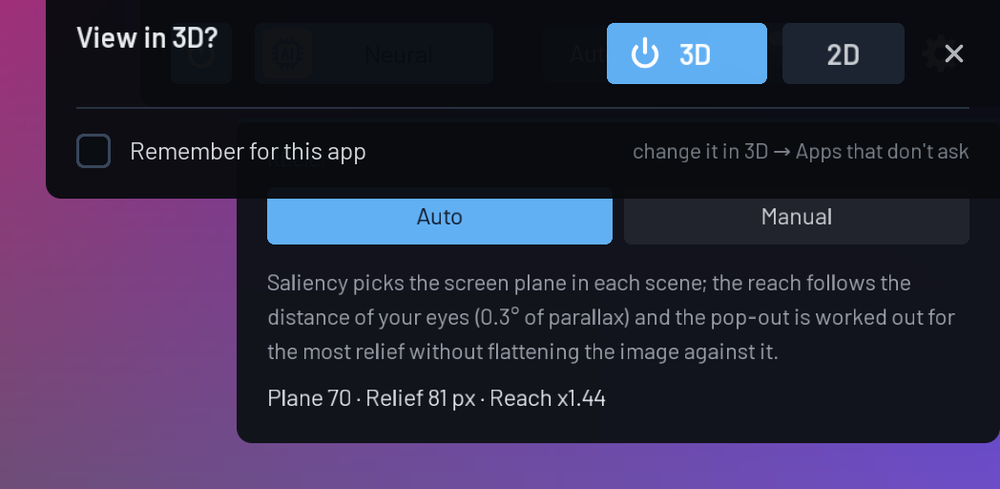 View in 3D?
Neural
Aut
3D
2D
Remember for this app
change it in 3D → Apps that don't ask
Auto
Manual
Saliency picks the screen plane in each scene; the reach follows the
distance of your eyes (0.3° of parallax) and the pop-out is worked out for
the most relief without flattening the image against it.
Plane 70 · Relief 81 px · Reach x1.44